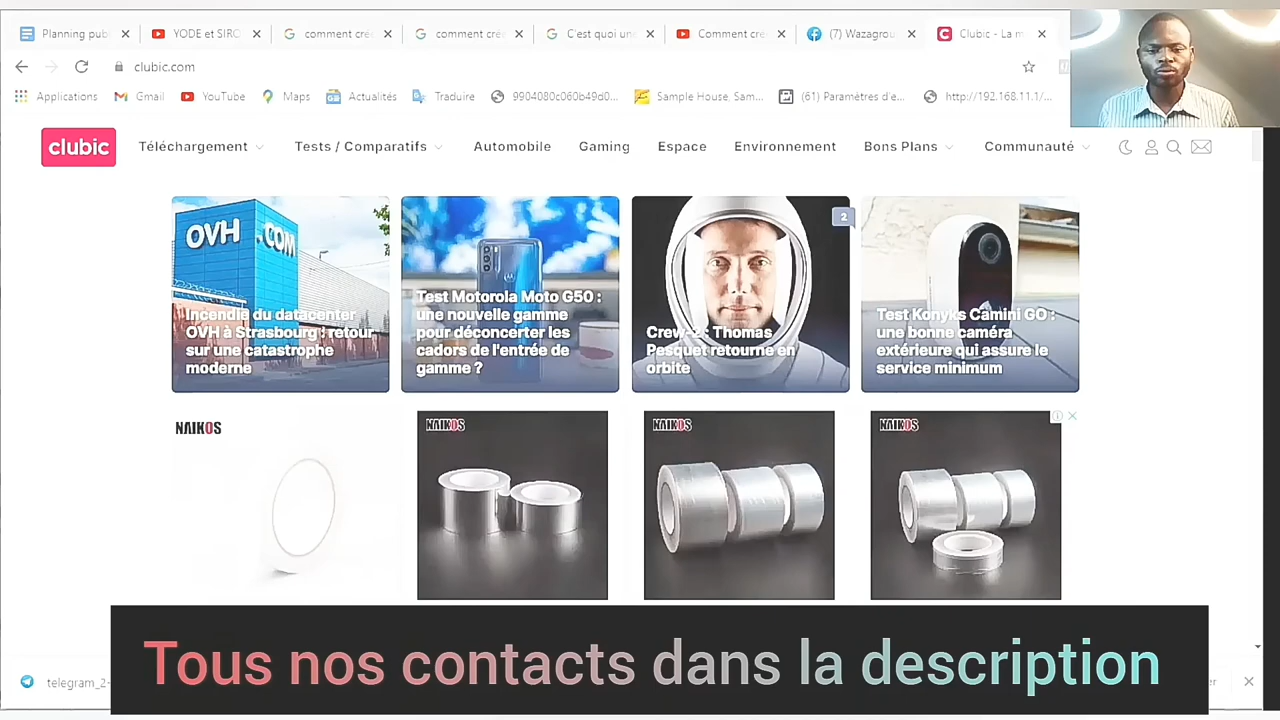 Planning pub
YODE et SIRO
comment cré
comment cré
C'est quoi un
Comment cre
(7) Wazagrou
Clubic - La m
clubic.com
Applications
Gmail
YouTube
Maps
Actualités
Traduire
9904080c060b49d0...
Sample House, Sam...
(61) Paramètres d'e...
http://192.168.11.1/...
clubic
Téléchargement
Tests / Comparatifs
Automobile
Gaming
Espace
Environnement
Bons Plans
Communauté
OVH.COM
Incendie du datacenter
OVH à Strasbourg : retour
sur une catastrophe
moderne
Test Motorola Moto G50 :
une nouvelle gamme
pour déconcerter les
cadors de l'entrée de
gamme ?
2
Crew-2 : Thomas
Pesquet retourne en
orbite
Test Konyks Camini GO :
une bonne caméra
extérieure qui assure le
service minimum
NAIKOS
NAIKOS
NAIKOS
NAIKOS
Tous nos contacts dans la description
telegram_2-
er